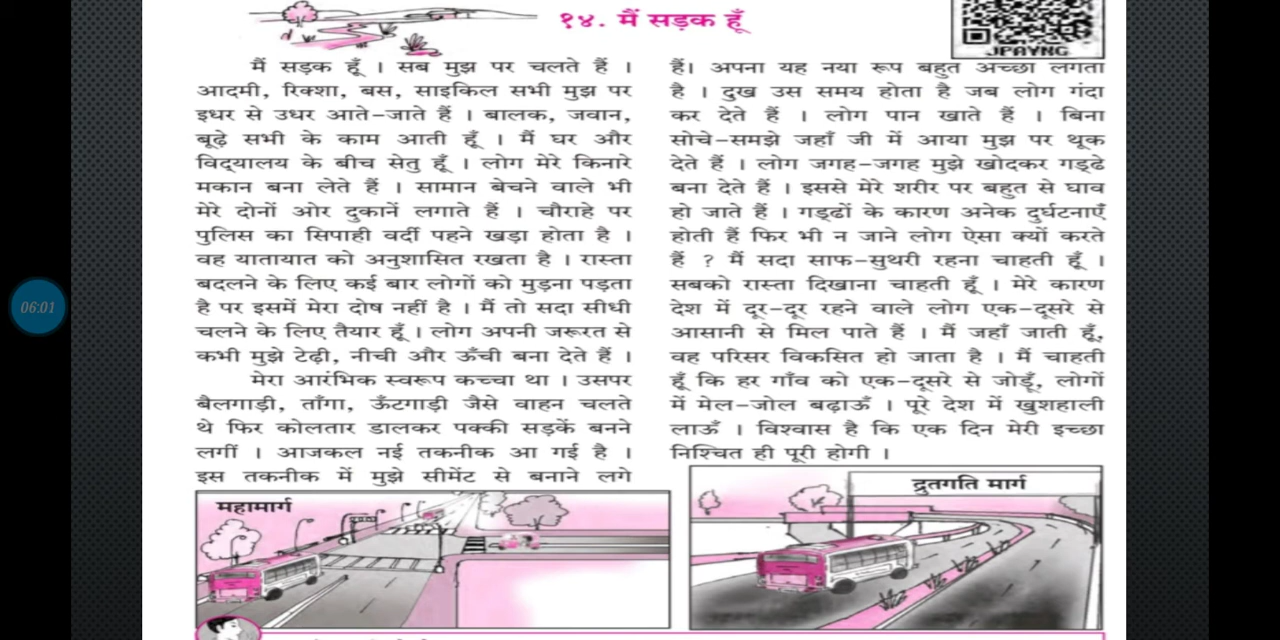 १४. मैं सड़क हूँ
JPAYNG
मैं सड़क हूँ । सब मुझ पर चलते हैं ।
आदमी, रिक्शा, बस, साइकिल सभी मुझ पर
इधर से उधर आते-जाते हैं । बालक, जवान,
बूढ़े सभी के काम आती हूँ । मैं घर और
विद्‌यालय के बीच सेतु हूँ । लोग मेरे किनारे
मकान बना लेते हैं । सामान बेचने वाले भी
मेरे दोनों ओर दुकानें लगाते हैं । चौराहे पर
पुलिस का सिपाही वर्दी पहने खड़ा होता है ।
वह यातायात को अनुशासित रखता है । रास्ता
बदलने के लिए कई बार लोगों को मुड़ना पड़ता
है पर इसमें मेरा दोष नहीं है । मैं तो सदा सीधी
चलने के लिए तैयार हूँ । लोग अपनी जरूरत से
कभी मुझे टेढ़ी, नीची और ऊँची बना देते हैं ।
मेरा आरंभिक स्वरूप कच्चा था । उसपर
बैलगाड़ी, ताँगा, ऊँटगाड़ी जैसे वाहन चलते
थे फिर कोलतार डालकर पक्की सड़कें बनने
लगीं । आजकल नई तकनीक आ गई है ।
इस तकनीक में मुझे सीमेंट से बनाने लगे
हैं। अपना यह नया रूप बहुत अच्छा लगता
है । दुख उस समय होता है जब लोग गंदा
कर देते हैं । लोग पान खाते हैं । बिना
सोचे-समझे जहाँ जी में आया मुझ पर थूक
देते हैं । लोग जगह-जगह मुझे खोदकर गड्‌ढे
बना देते हैं । इससे मेरे शरीर पर बहुत से घाव
हो जाते हैं । गड्‌ढों के कारण अनेक दुर्घटनाएँ
होती हैं फिर भी न जाने लोग ऐसा क्यों करते
हैं ? मैं सदा साफ-सुथरी रहना चाहती हूँ ।
सबको रास्ता दिखाना चाहती हूँ । मेरे कारण
देश में दूर-दूर रहने वाले लोग एक-दूसरे से
आसानी से मिल पाते हैं । मैं जहाँ जाती हूँ,
वह परिसर विकसित हो जाता है । मैं चाहती
हूँ कि हर गाँव को एक-दूसरे से जोडूँ, लोगों
में मेल-जोल बढ़ाऊँ । पूरे देश में खुशहाली
लाऊँ । विश्वास है कि एक दिन मेरी इच्छा
निश्चित ही पूरी होगी ।
महामार्ग
द्रुतगति मार्ग
06:01